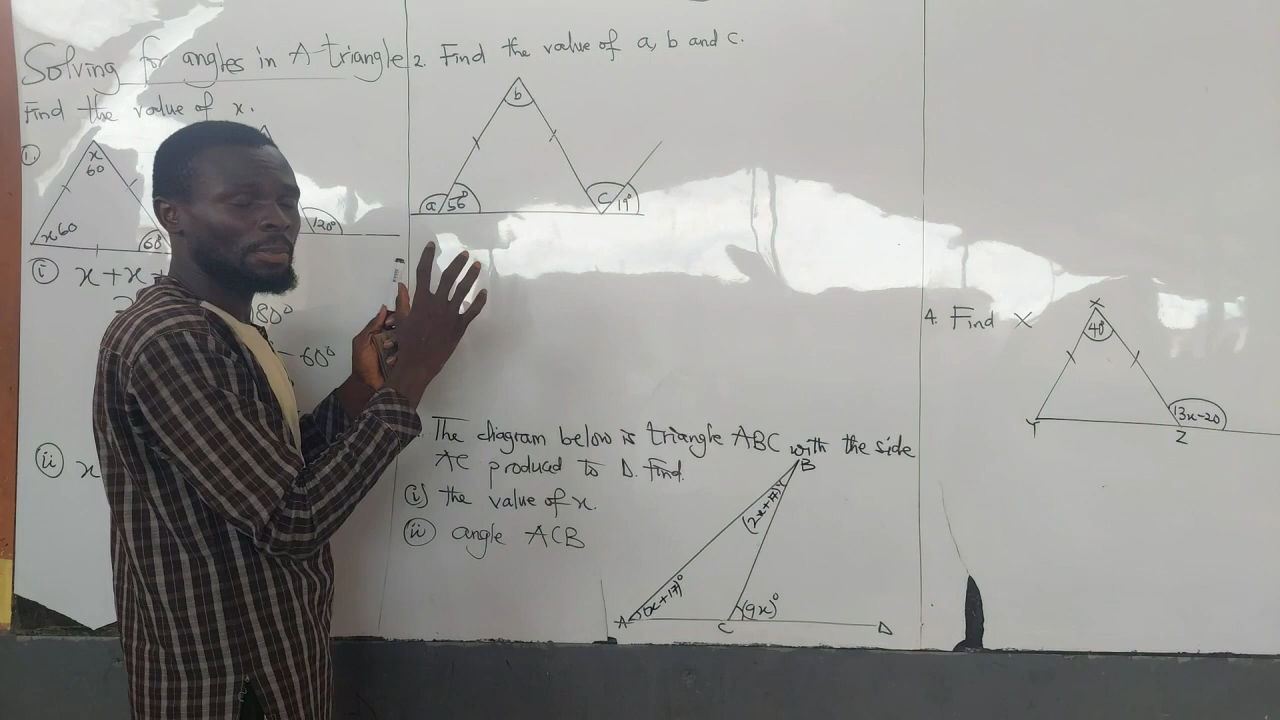 Solving for angles in A triangle
Find the value of x.
1.
x
60
x 60
60
120°
i x + x +
180°
- 60°
ii x
2. Find the value of a, b and c.
b
a 56°
c 19°
The diagram below is triangle ABC with the side
AC produced to D. Find.
i) the value of x.
ii angle ACB
B
(2x+17)°
(x+17)°
(9x)°
A
C
D
4. Find X
X
40°
(3x-20
Y
Z